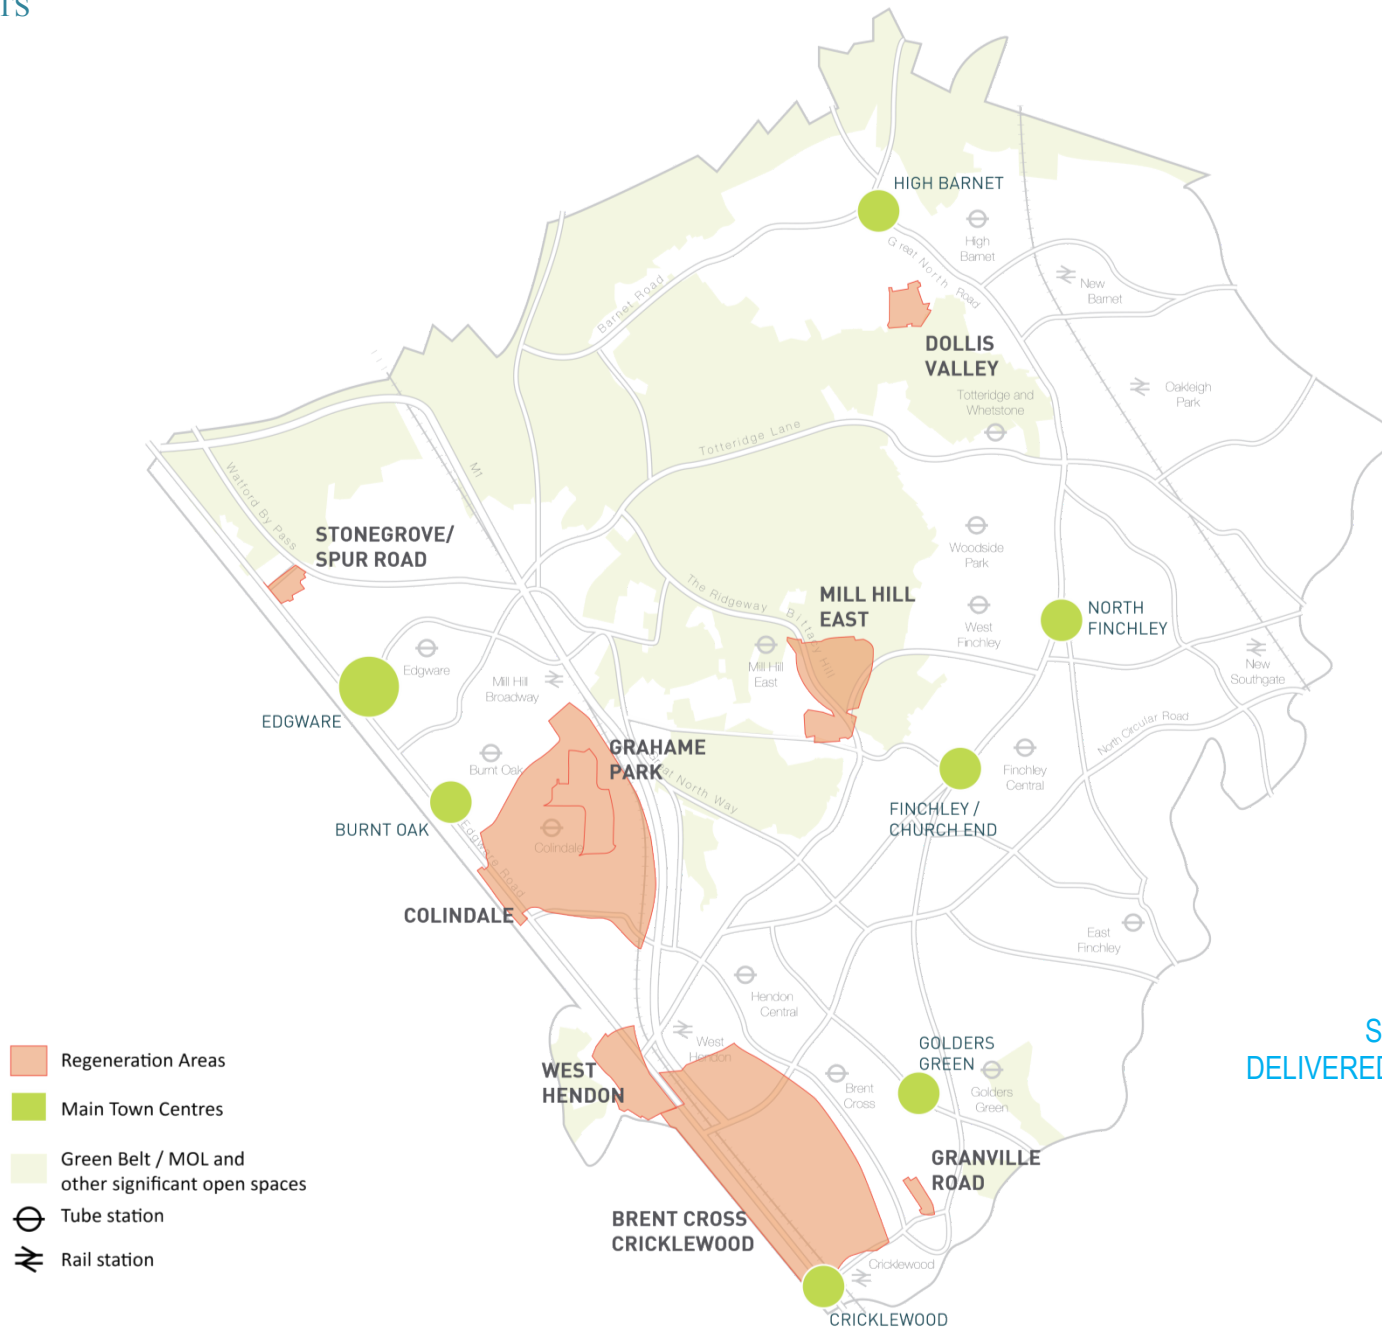 HIGH BARNET
High
Barnet
Great North Road
New
Barnet
Barnet Road
DOLLIS
VALLEY
Totteridge and
Whetstone
Oakleigh
Park
Totteridge Lane
M1
Watford By Pass
STONEGROVE/
SPUR ROAD
Woodside
Park
The Ridgeway
Bittacy Hill
MILL HILL
EAST
West
Finchley
NORTH
FINCHLEY
Edgware
Mill Hill
East
New
Southgate
Mill Hill
Broadway
EDGWARE
North Circular Road
GRAHAME
PARK
Burnt Oak
Great North Way
Finchley
Central
FINCHLEY /
CHURCH END
BURNT OAK
Edgware Road
Colindale
COLINDALE
East
Finchley
Hendon
Central
West
Hendon
GOLDERS
GREEN
S
DELIVERED
Regeneration Areas
WEST
HENDON
Brent
Cross
Golders
Green
Main Town Centres
Green Belt / MOL and
other significant open spaces
GRANVILLE
ROAD
Tube station
BRENT CROSS
CRICKLEWOOD
Rail station
Cricklewood
CRICKLEWOOD